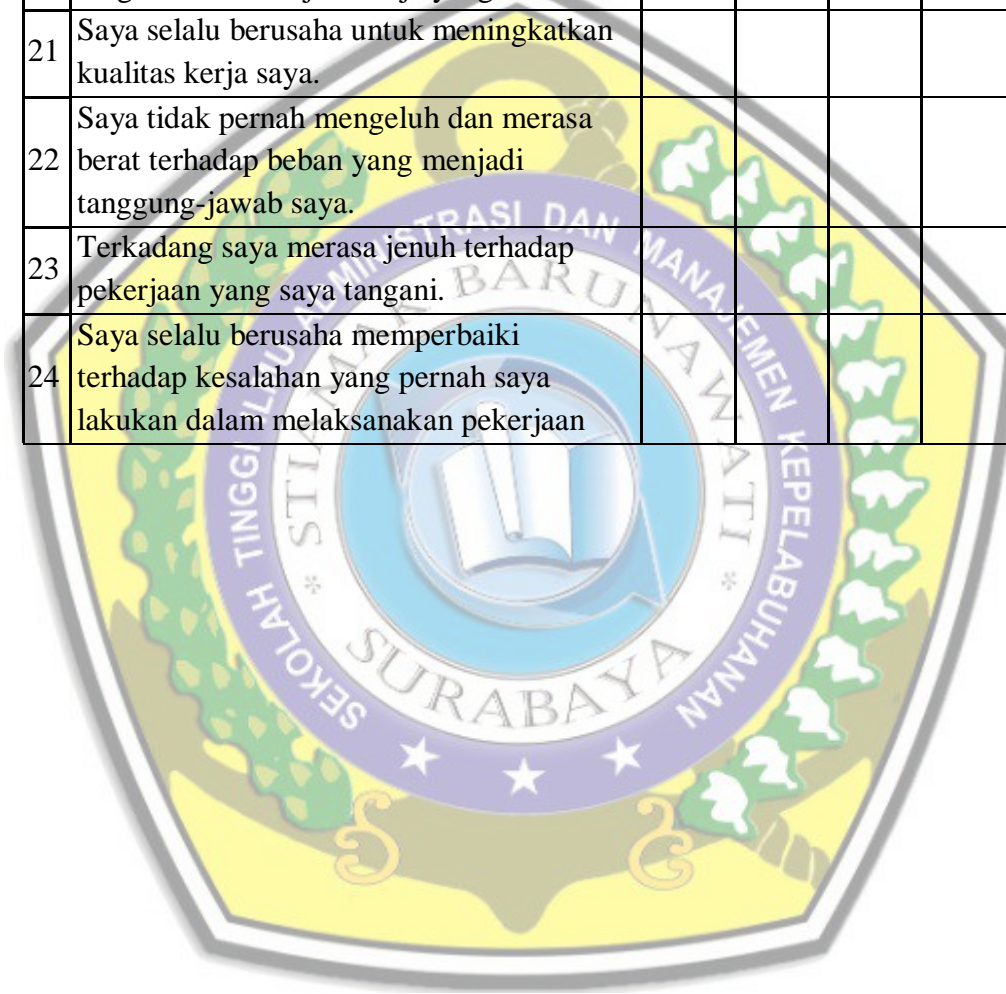 21 Saya selalu berusaha untuk meningkatkan
kualitas kerja saya.
22 Saya tidak pernah mengeluh dan merasa
berat terhadap beban yang menjadi
tanggung-jawab saya.
23 Terkadang saya merasa jenuh terhadap
pekerjaan yang saya tangani.
24 Saya selalu berusaha memperbaiki
terhadap kesalahan yang pernah saya
lakukan dalam melaksanakan pekerjaan
SEKOLAH TINGGI ILMU ADMINISTRASI DAN MANAJEMEN KEPELABUHANAN
STIAMAK BARUNAWATI
* SURABAYA *